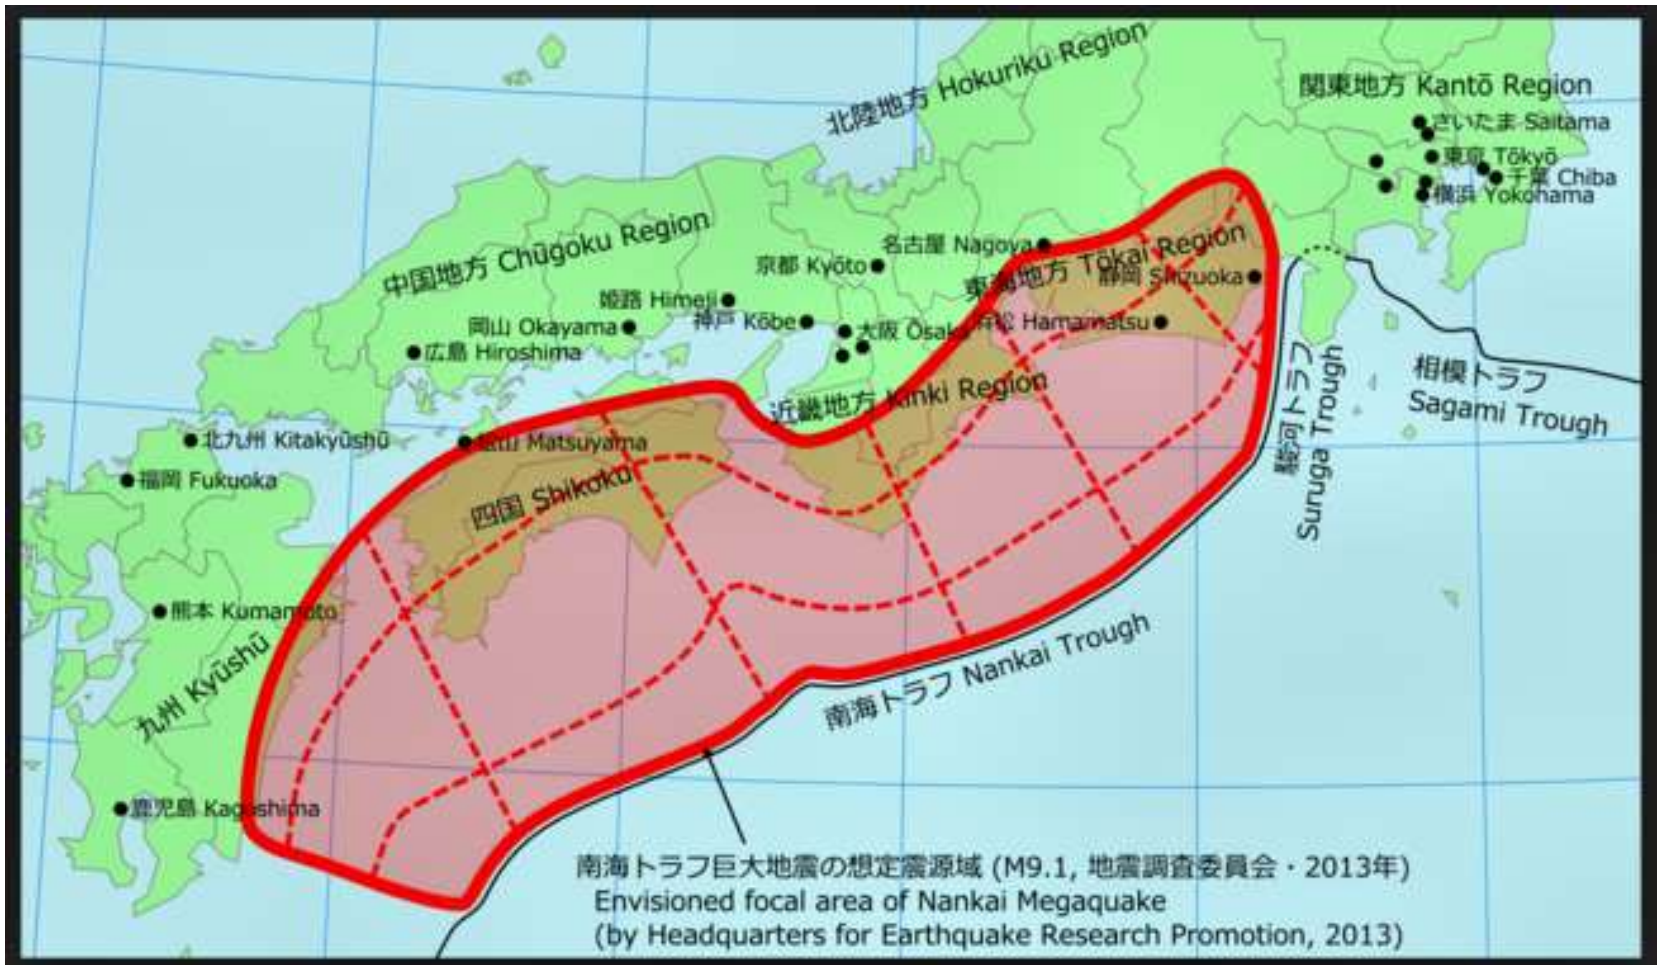 北陸地方 Hokuriku Region
関東地方 Kantō Region
さいたま Saitama
東京 Tōkyō
千葉 Chiba
横浜 Yokohama
中国地方 Chūgoku Region
名古屋 Nagoya
東海地方 Tōkai Region
京都 Kyōto
静岡 Shizuoka
姫路 Himeji
神戸 Kōbe
岡山 Okayama
大阪 Ōsaka
浜松 Hamamatsu
広島 Hiroshima
近畿地方 Kinki Region
相模トラフ
Sagami Trough
駿河トラフ
Suruga Trough
北九州 Kitakyūshū
松山 Matsuyama
福岡 Fukuoka
四国 Shikoku
熊本 Kumamoto
九州 Kyūshū
南海トラフ Nankai Trough
鹿児島 Kagoshima
南海トラフ巨大地震の想定震源域 (M9.1, 地震調査委員会・2013年)
Envisioned focal area of Nankai Megaquake
(by Headquarters for Earthquake Research Promotion, 2013)